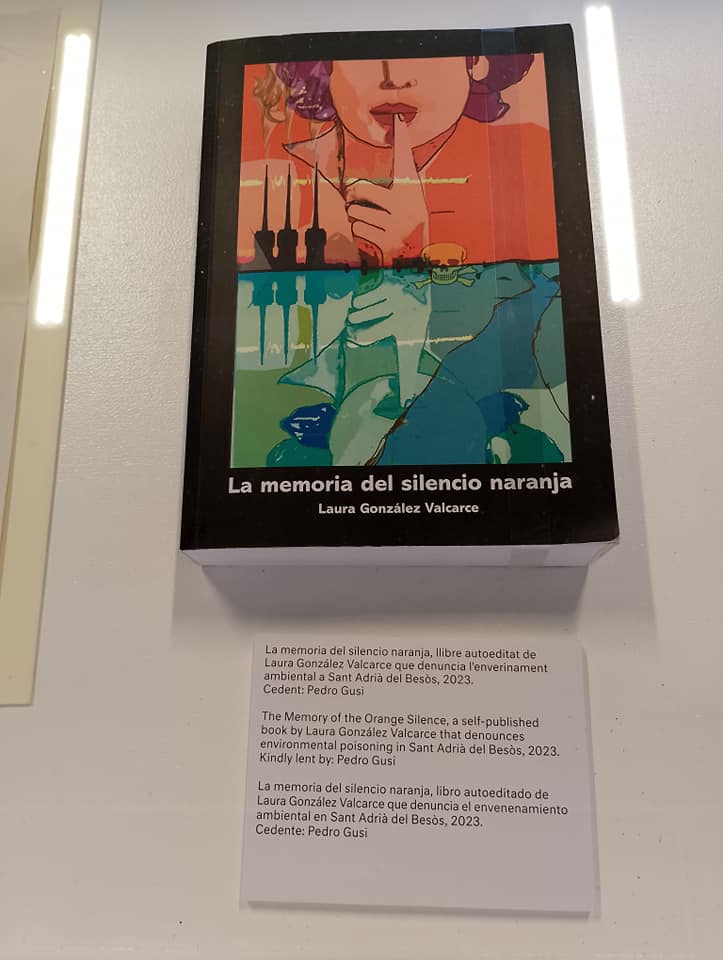 La memoria del silencio naranja
Laura González Valcarce
La memoria del silencio naranja, llibre autoeditat de
Laura González Valcarce que denuncia l'enverinament
ambiental a Sant Adrià del Besòs, 2023.
Cedent: Pedro Gusi
The Memory of the Orange Silence, a self-published
book by Laura González Valcarce that denounces
environmental poisoning in Sant Adrià del Besòs, 2023.
Kindly lent by: Pedro Gusi
La memoria del silencio naranja, libro autoeditado de
Laura González Valcarce que denuncia el envenenamiento
ambiental en Sant Adrià del Besòs, 2023.
Cedente: Pedro Gusi